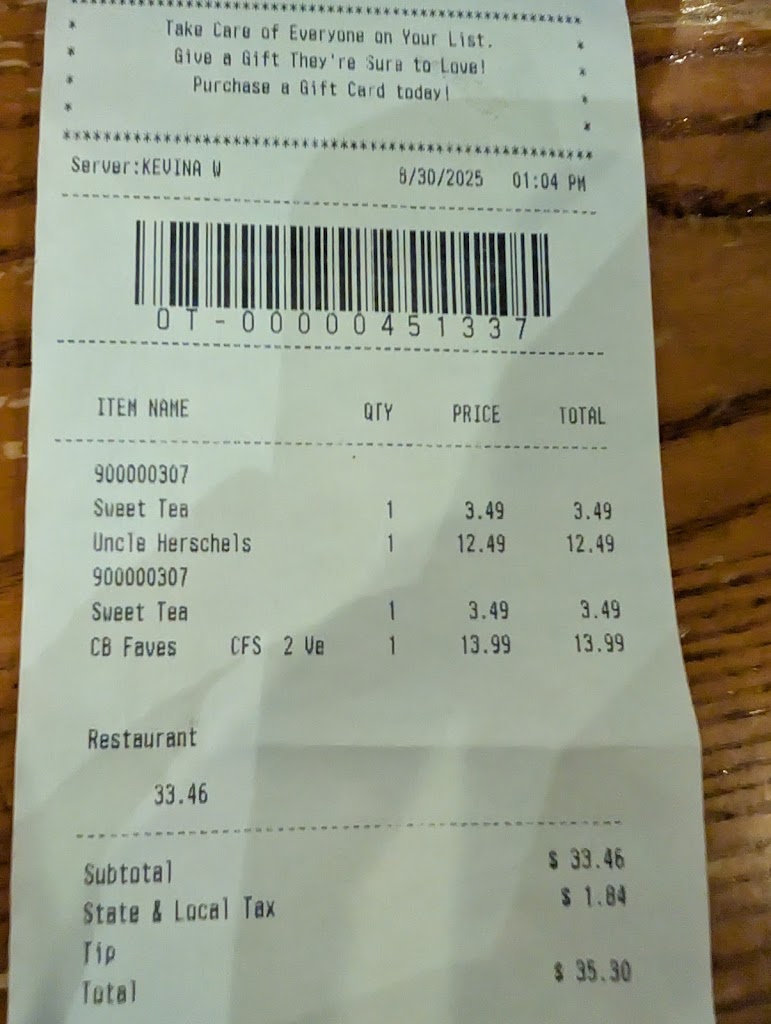 ***********************************************
* Take Care of Everyone on Your List. *
* Give a Gift They're Sure to Love! *
* Purchase a Gift Card today! *
* *
***********************************************
Server:KEVINA W 8/30/2025 01:04 PM
OT-00000451337
ITEM NAME QTY PRICE TOTAL
900000307
Sweet Tea 1 3.49 3.49
Uncle Herschels 1 12.49 12.49
900000307
Sweet Tea 1 3.49 3.49
CB Faves CFS 2 Ve 1 13.99 13.99
Restaurant
33.46
Subtotal $ 33.46
State & Local Tax $ 1.84
Tip
Total $ 35.30